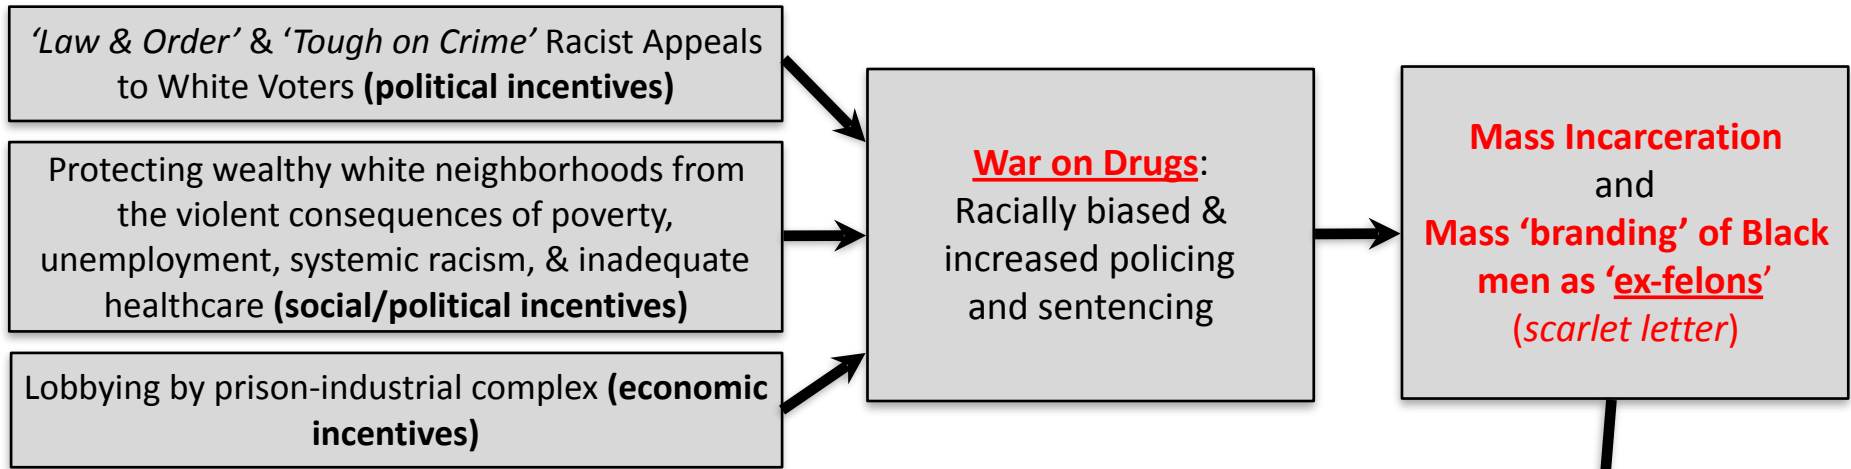 ‘Law & Order’ & ‘Tough on Crime’ Racist Appeals
to White Voters (political incentives)
Protecting wealthy white neighborhoods from
the violent consequences of poverty,
unemployment, systemic racism, & inadequate
healthcare (social/political incentives)
Lobbying by prison-industrial complex (economic
incentives)
War on Drugs:
Racially biased &
increased policing
and sentencing
Mass Incarceration
and
Mass ‘branding’ of Black
men as ‘ex-felons’
(scarlet letter)